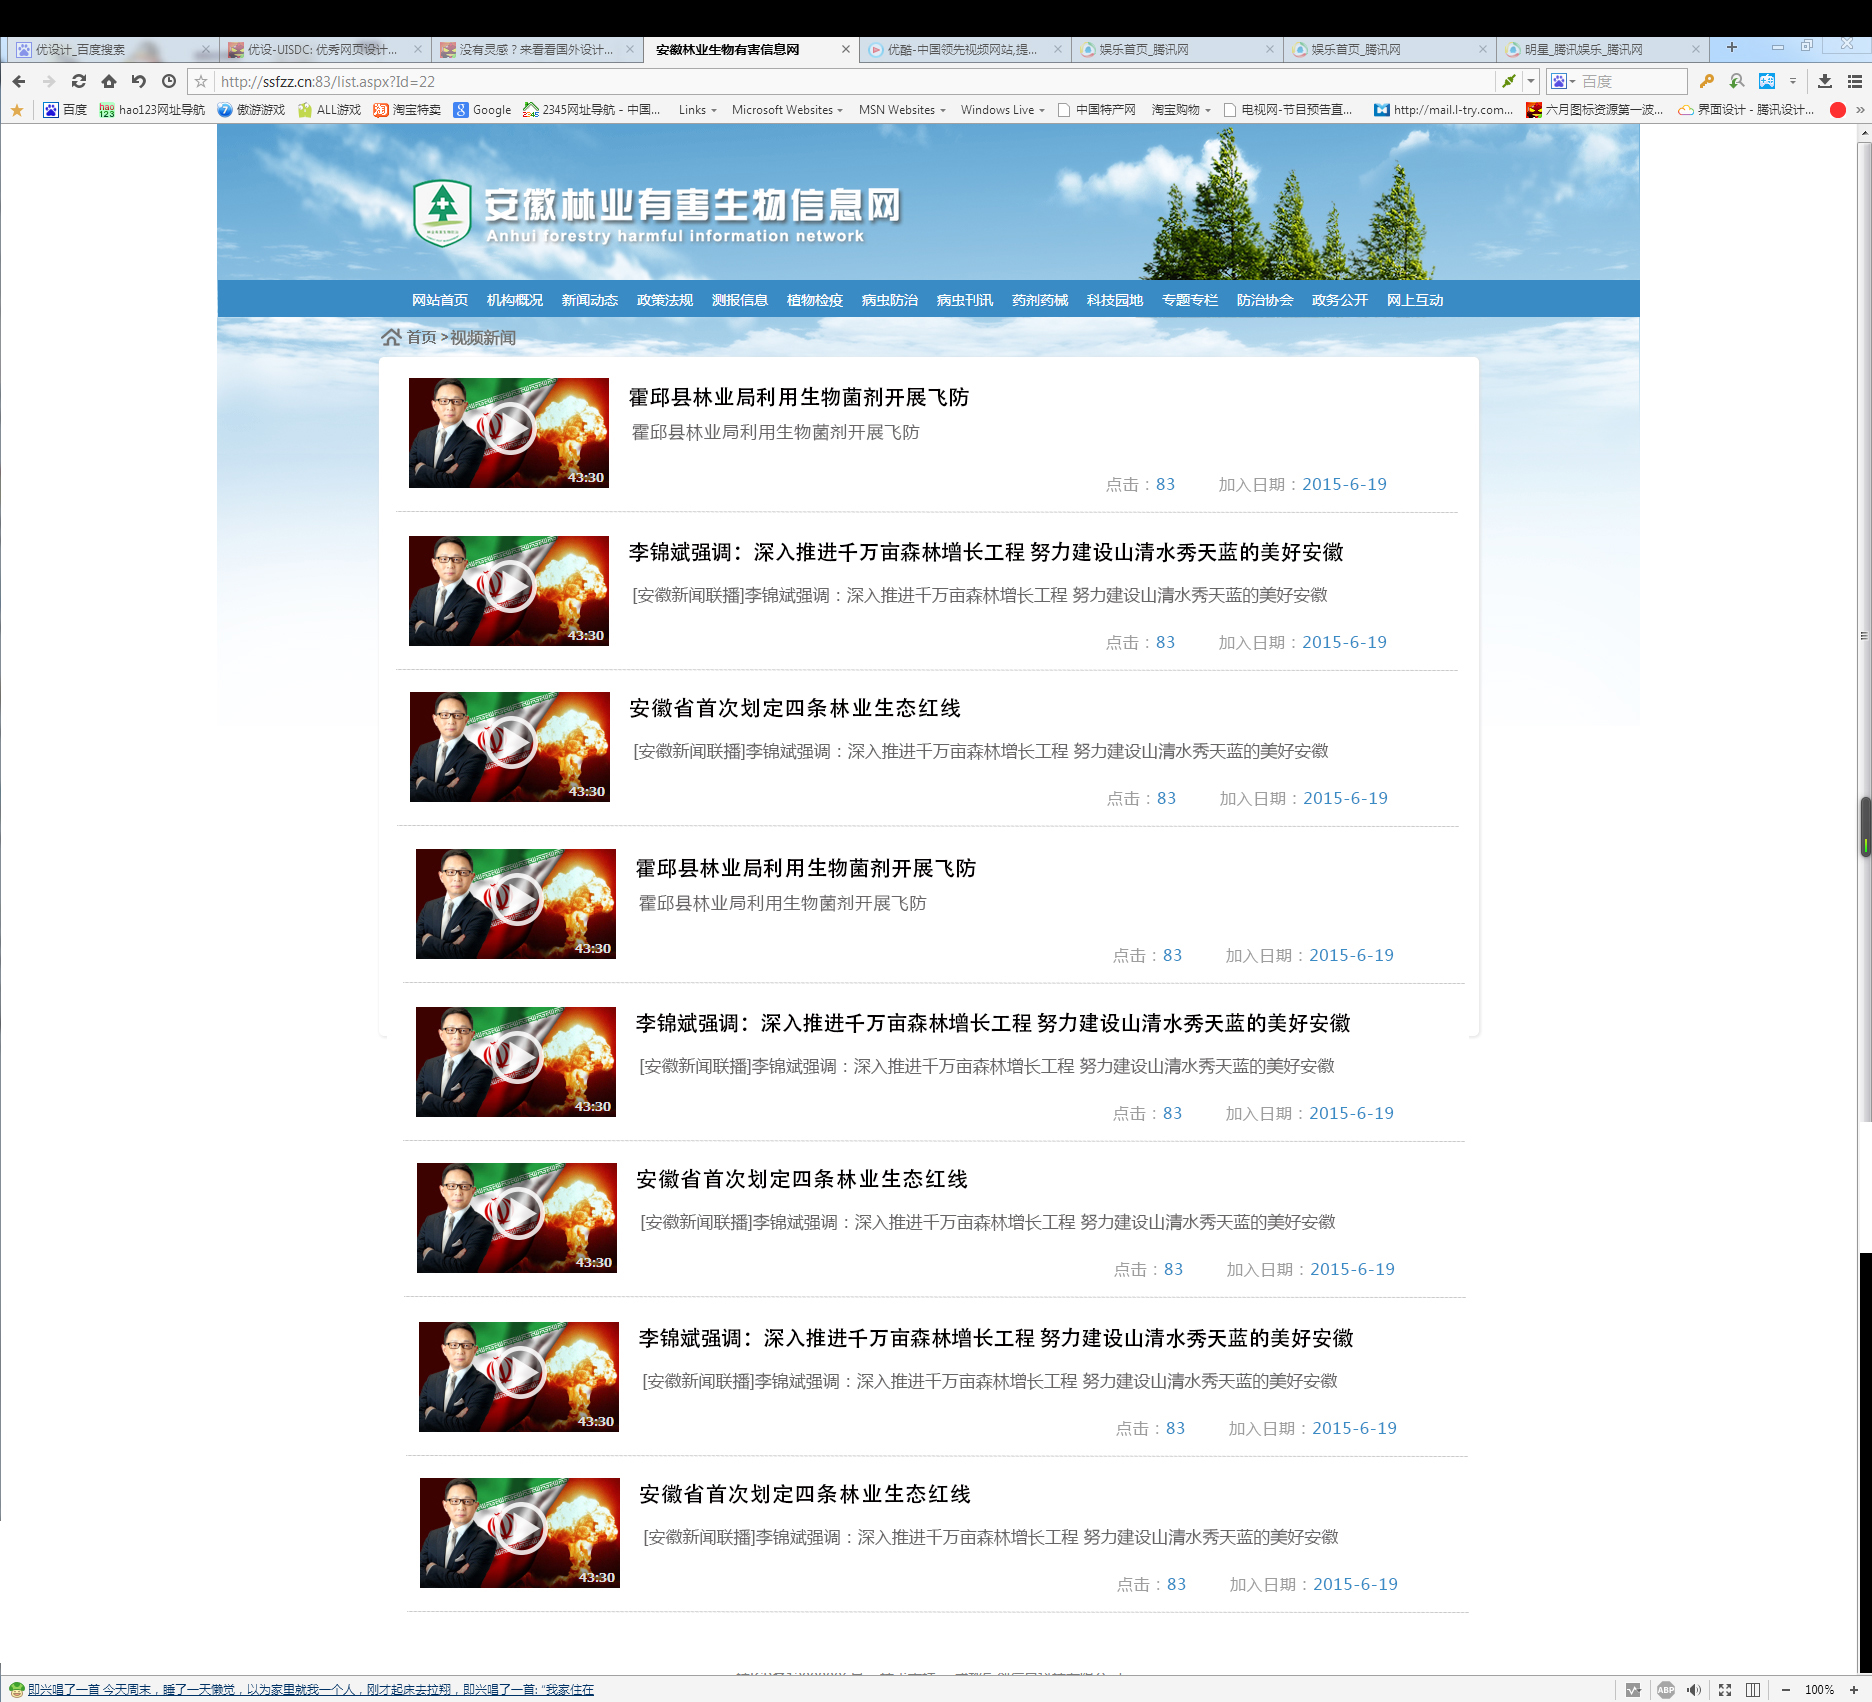 优设计_百度搜索
优设-UISDC: 优秀网页设计...
没有灵感？来看看国外设计...
安徽林业生物有害信息网
优酷-中国领先视频网站,提...
娱乐首页_腾讯网
娱乐首页_腾讯网
明星_腾讯娱乐_腾讯网
http://ssfzz.cn:83/list.aspx?Id=22
百度
百度 hao123网址导航 傲游游戏 ALL游戏 淘宝特卖 Google 2345网址导航 - 中国... Links Microsoft Websites MSN Websites Windows Live 中国特产网 淘宝购物 电视网-节目预告直... http://mail.l-try.com... 六月图标资源第一波... 界面设计 - 腾讯设计...
安徽林业有害生物信息网
Anhui forestry harmful information network
网站首页 机构概况 新闻动态 政策法规 测报信息 植物检疫 病虫防治 病虫刊讯 药剂药械 科技园地 专题专栏 防治协会 政务公开 网上互动
首页 >视频新闻
霍邱县林业局利用生物菌剂开展飞防
霍邱县林业局利用生物菌剂开展飞防
43:30
点击：83 加入日期：2015-6-19
李锦斌强调：深入推进千万亩森林增长工程 努力建设山清水秀天蓝的美好安徽
[安徽新闻联播]李锦斌强调：深入推进千万亩森林增长工程 努力建设山清水秀天蓝的美好安徽
43:30
点击：83 加入日期：2015-6-19
安徽省首次划定四条林业生态红线
[安徽新闻联播]李锦斌强调：深入推进千万亩森林增长工程 努力建设山清水秀天蓝的美好安徽
43:30
点击：83 加入日期：2015-6-19
霍邱县林业局利用生物菌剂开展飞防
霍邱县林业局利用生物菌剂开展飞防
43:30
点击：83 加入日期：2015-6-19
李锦斌强调：深入推进千万亩森林增长工程 努力建设山清水秀天蓝的美好安徽
[安徽新闻联播]李锦斌强调：深入推进千万亩森林增长工程 努力建设山清水秀天蓝的美好安徽
43:30
点击：83 加入日期：2015-6-19
安徽省首次划定四条林业生态红线
[安徽新闻联播]李锦斌强调：深入推进千万亩森林增长工程 努力建设山清水秀天蓝的美好安徽
43:30
点击：83 加入日期：2015-6-19
李锦斌强调：深入推进千万亩森林增长工程 努力建设山清水秀天蓝的美好安徽
[安徽新闻联播]李锦斌强调：深入推进千万亩森林增长工程 努力建设山清水秀天蓝的美好安徽
43:30
点击：83 加入日期：2015-6-19
安徽省首次划定四条林业生态红线
[安徽新闻联播]李锦斌强调：深入推进千万亩森林增长工程 努力建设山清水秀天蓝的美好安徽
43:30
点击：83 加入日期：2015-6-19
即兴唱了一首 今天周末，睡了一天懒觉，以为家里就我一个人，刚才起床去拉翔，即兴唱了一首: “我家住在
ABP
100%